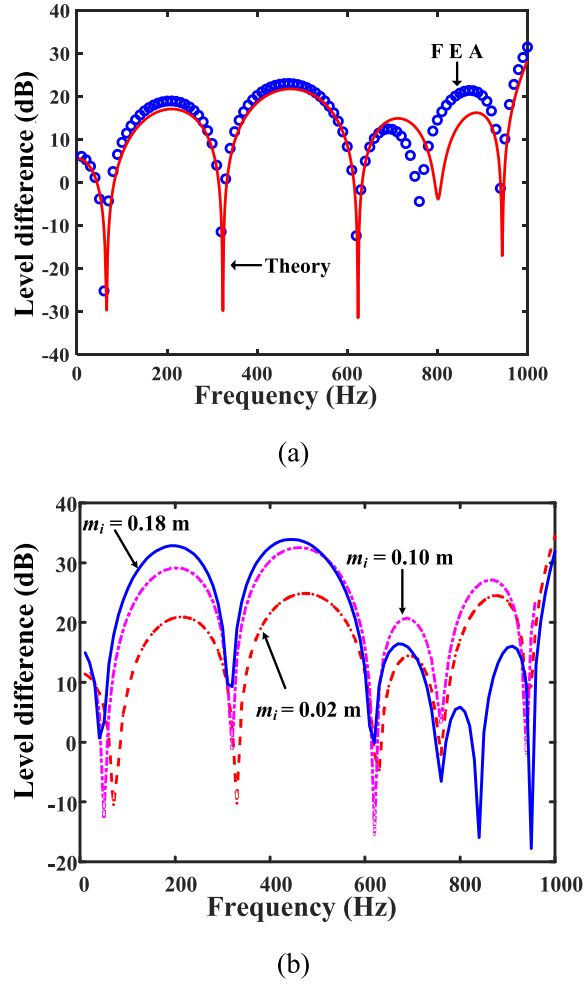 40
30
20
10
0
-10
-20
-30
-40
Level difference (dB)
F E A
Theory
0 200 400 600 800 1000
Frequency (Hz)
(a)
40
30
20
10
0
-10
-20
Level difference (dB)
mi = 0.18 m
mi = 0.10 m
mi = 0.02 m
0 200 400 600 800 1000
Frequency (Hz)
(b)